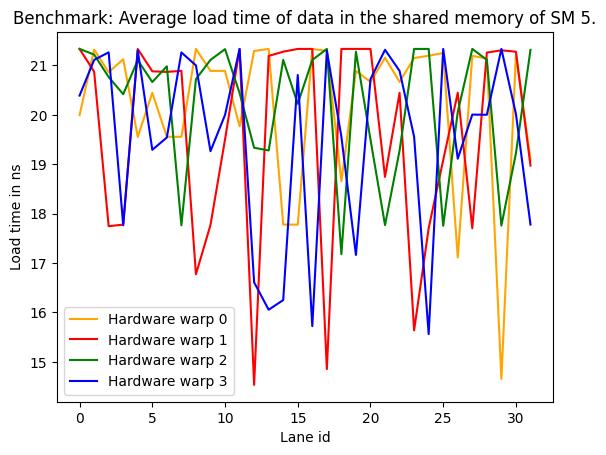 Benchmark: Average load time of data in the shared memory of SM 5.
Load time in ns
21
20
19
18
17
16
15
Hardware warp 0
Hardware warp 1
Hardware warp 2
Hardware warp 3
0 5 10 15 20 25 30
Lane id